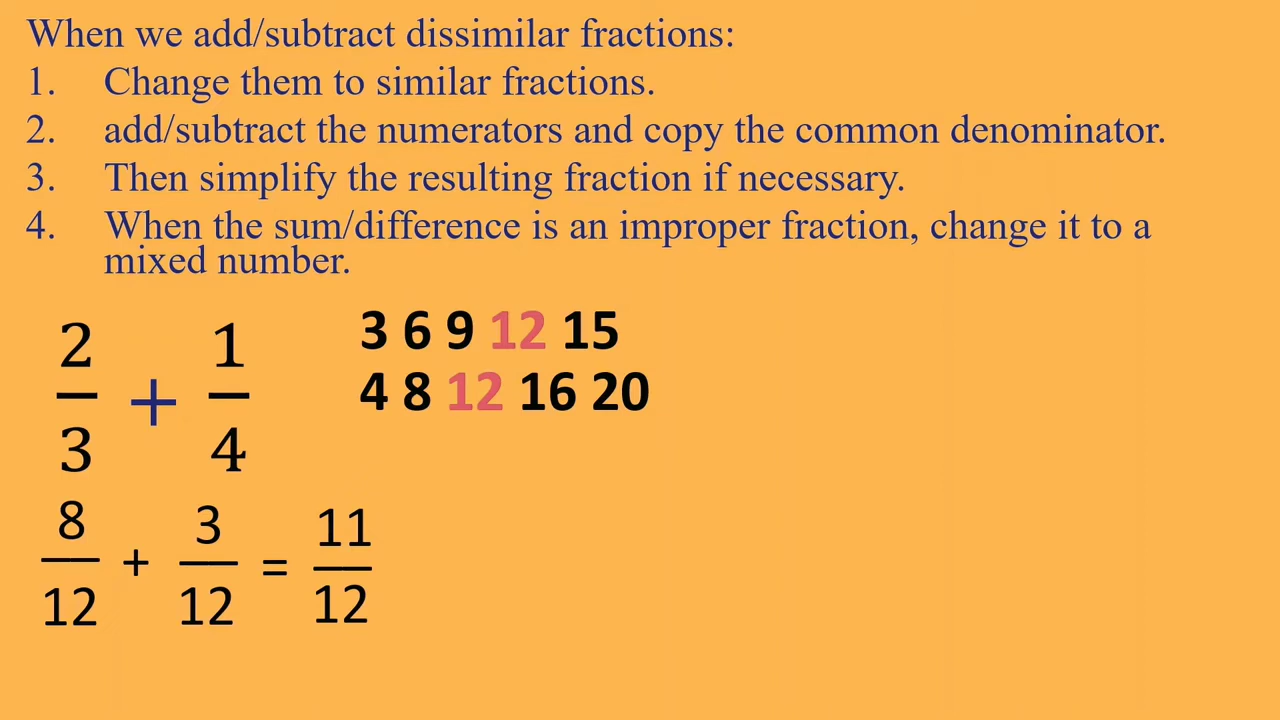 When we add/subtract dissimilar fractions:
1. Change them to similar fractions.
2. add/subtract the numerators and copy the common denominator.
3. Then simplify the resulting fraction if necessary.
4. When the sum/difference is an improper fraction, change it to a
mixed number.
2/3 + 1/4
3 6 9 12 15
4 8 12 16 20
8/12 + 3/12 = 11/12